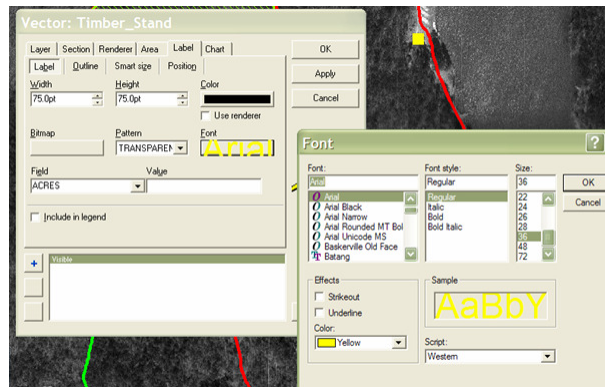 Vector: Timber_Stand
Layer Section Renderer Area Label Chart
Label Outline Smart size Position
Width Height Color
75.0pt 75.0pt
Use renderer
Bitmap Pattern Font
TRANSPAREN Arial
Field Value
ACRES
Include in legend
Visible
OK
Apply
Cancel
Font
Font: Font style: Size:
Arial Regular 36
Arial Regular 22
Arial Black Italic 24
Arial Narrow Bold 26
Arial Rounded MT Bol Bold Italic 28
Arial Unicode MS 36
Baskerville Old Face 48
Batang 72
OK
Cancel
Effects
Strikeout
Underline
Color:
Yellow
Sample
AaBbY
Script:
Western